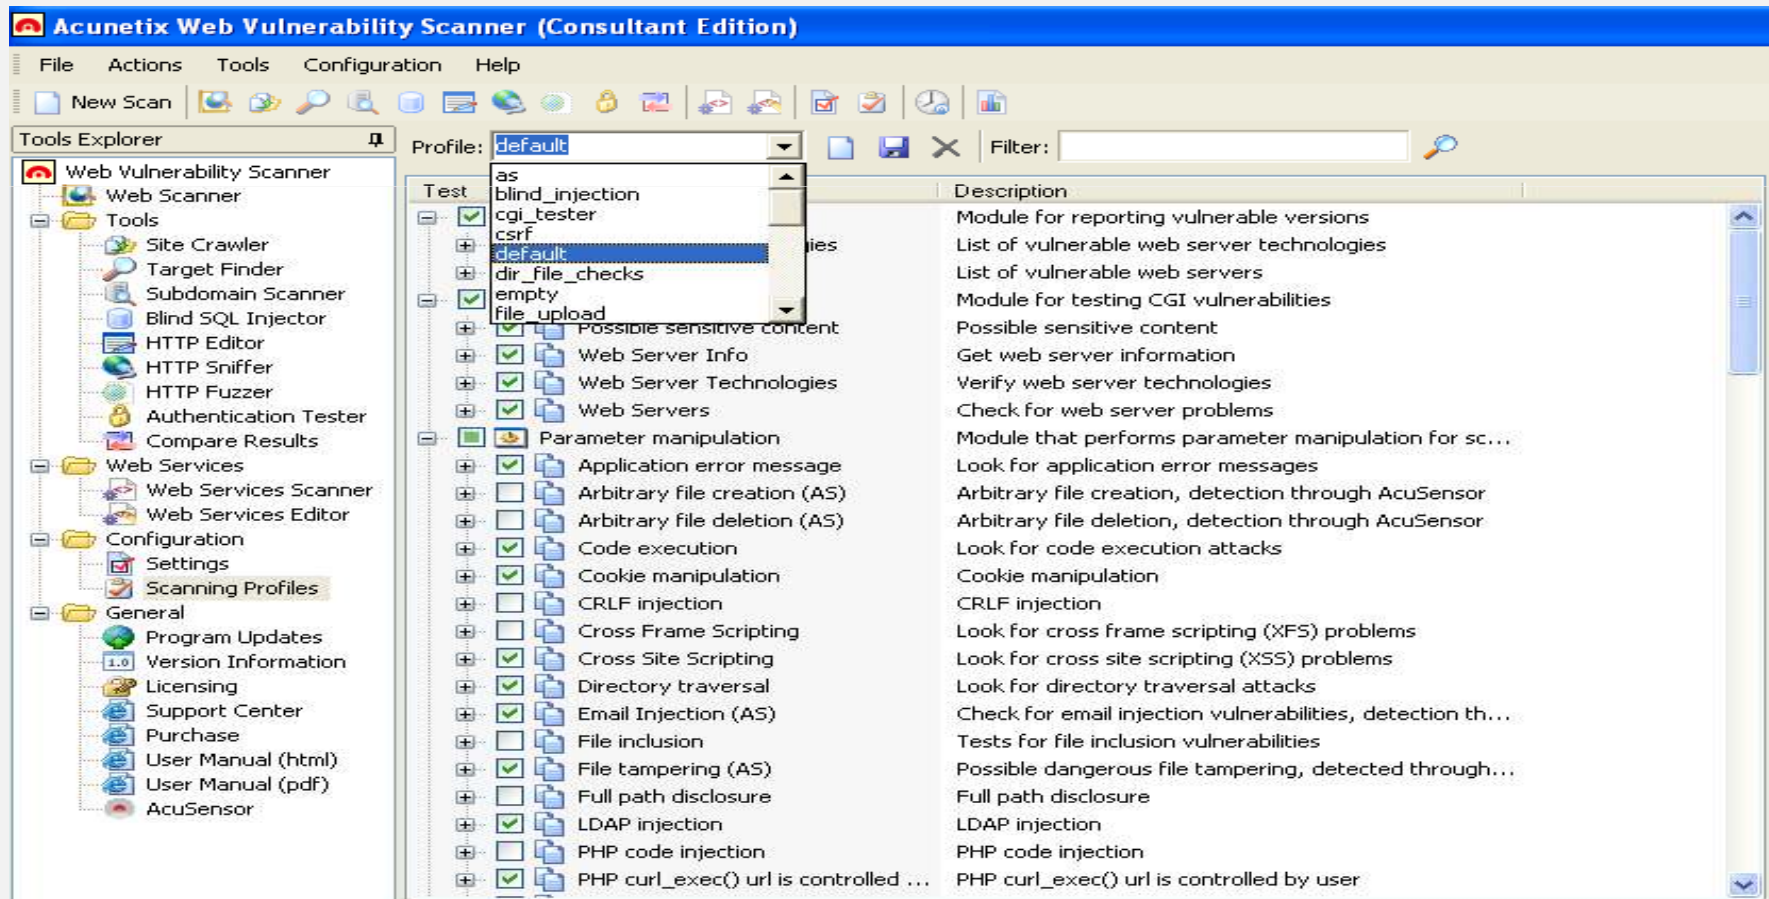 Acunetix Web Vulnerability Scanner (Consultant Edition)
File Actions Tools Configuration Help
New Scan
Tools Explorer
Web Vulnerability Scanner
Web Scanner
Tools
Site Crawler
Target Finder
Subdomain Scanner
Blind SQL Injector
HTTP Editor
HTTP Sniffer
HTTP Fuzzer
Authentication Tester
Compare Results
Web Services
Web Services Scanner
Web Services Editor
Configuration
Settings
Scanning Profiles
General
Program Updates
1.0 Version Information
Licensing
Support Center
Purchase
User Manual (html)
User Manual (pdf)
AcuSensor
Profile: default Filter:
as
blind_injection
cgi_tester
csrf
default
dir_file_checks
empty
file_upload
Test Description
Module for reporting vulnerable versions
ies List of vulnerable web server technologies
List of vulnerable web servers
Module for testing CGI vulnerabilities
Possible sensitive content Possible sensitive content
Web Server Info Get web server information
Web Server Technologies Verify web server technologies
Web Servers Check for web server problems
Parameter manipulation Module that performs parameter manipulation for sc...
Application error message Look for application error messages
Arbitrary file creation (AS) Arbitrary file creation, detection through AcuSensor
Arbitrary file deletion (AS) Arbitrary file deletion, detection through AcuSensor
Code execution Look for code execution attacks
Cookie manipulation Cookie manipulation
CRLF injection CRLF injection
Cross Frame Scripting Look for cross frame scripting (XFS) problems
Cross Site Scripting Look for cross site scripting (XSS) problems
Directory traversal Look for directory traversal attacks
Email Injection (AS) Check for email injection vulnerabilities, detection th...
File inclusion Tests for file inclusion vulnerabilities
File tampering (AS) Possible dangerous file tampering, detected through...
Full path disclosure Full path disclosure
LDAP injection LDAP injection
PHP code injection PHP code injection
PHP curl_exec() url is controlled ... PHP curl_exec() url is controlled by user